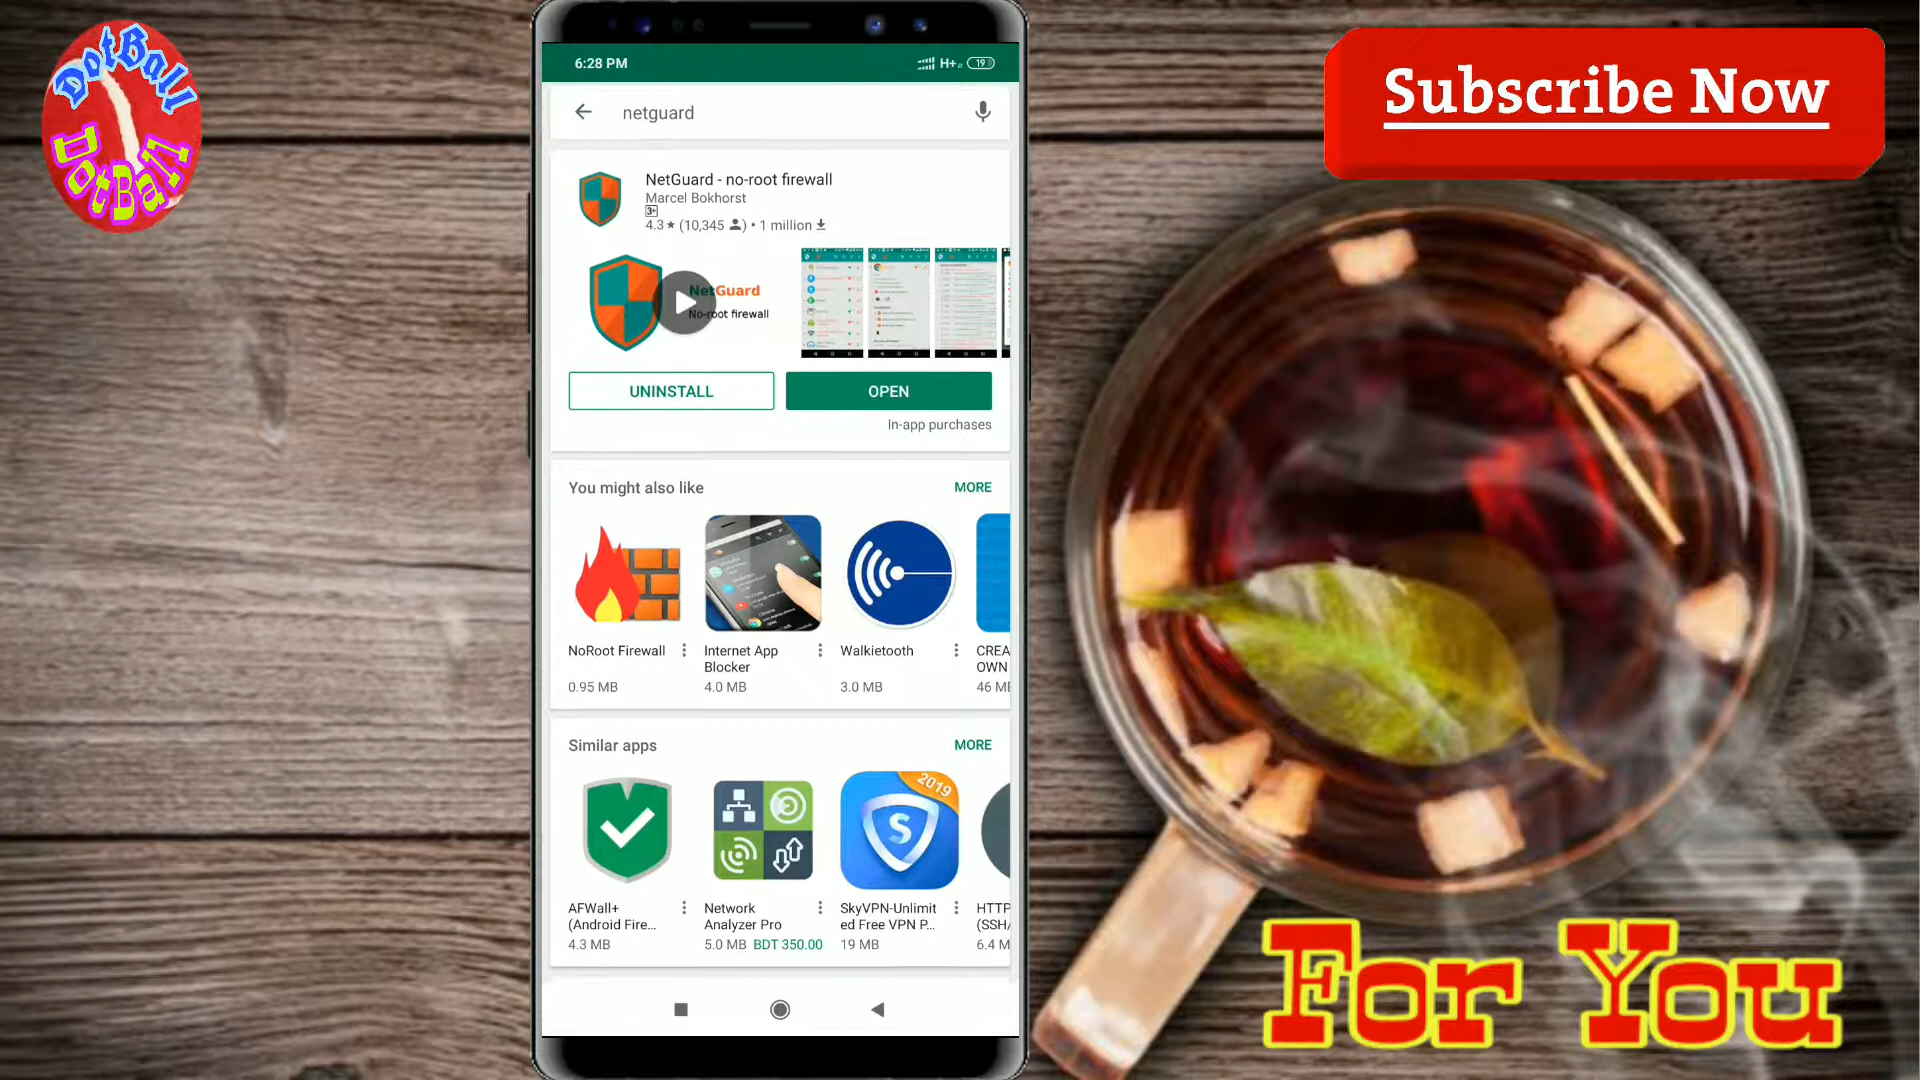 DotBall
DotBall
Subscribe Now
6:28 PM
H+
19
netguard
NetGuard - no-root firewall
Marcel Bokhorst
3+
4.3★ (10,345 ) • 1 million
NetGuard
No-root firewall
UNINSTALL
OPEN
In-app purchases
You might also like
MORE
NoRoot Firewall
0.95 MB
Internet App
Blocker
4.0 MB
Walkietooth
3.0 MB
CREA
OWN
46 MB
Similar apps
MORE
2019
S
AFWall+
(Android Fire...
4.3 MB
Network
Analyzer Pro
5.0 MB BDT 350.00
SkyVPN-Unlimit
ed Free VPN P...
19 MB
HTTP
(SSH/
6.4 M
For You